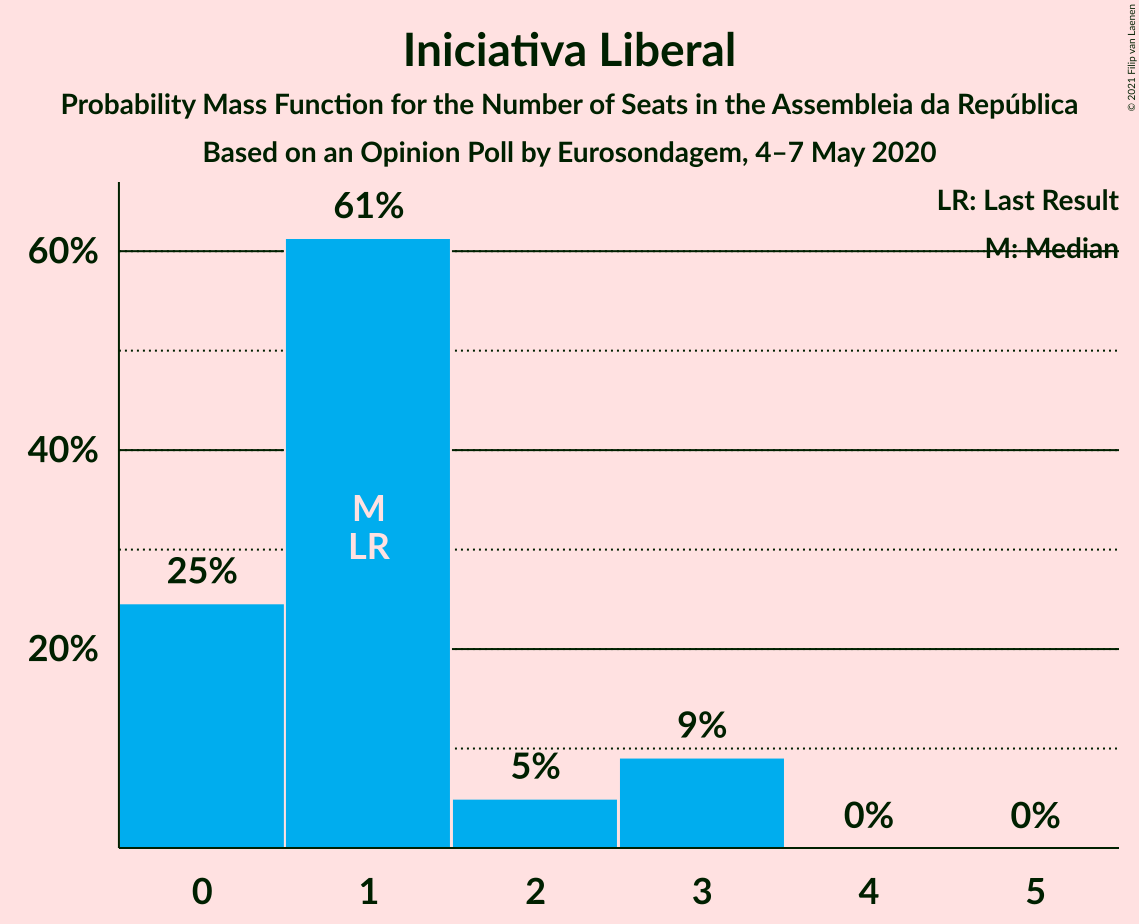 Iniciativa Liberal
Probability Mass Function for the Number of Seats in the Assembleia da República
Based on an Opinion Poll by Eurosondagem, 4–7 May 2020
© 2021 Filip van Laenen
LR: Last Result
M: Median
60%
40%
20%
25%
61%
M
LR
5%
9%
0%
0%
0
1
2
3
4
5